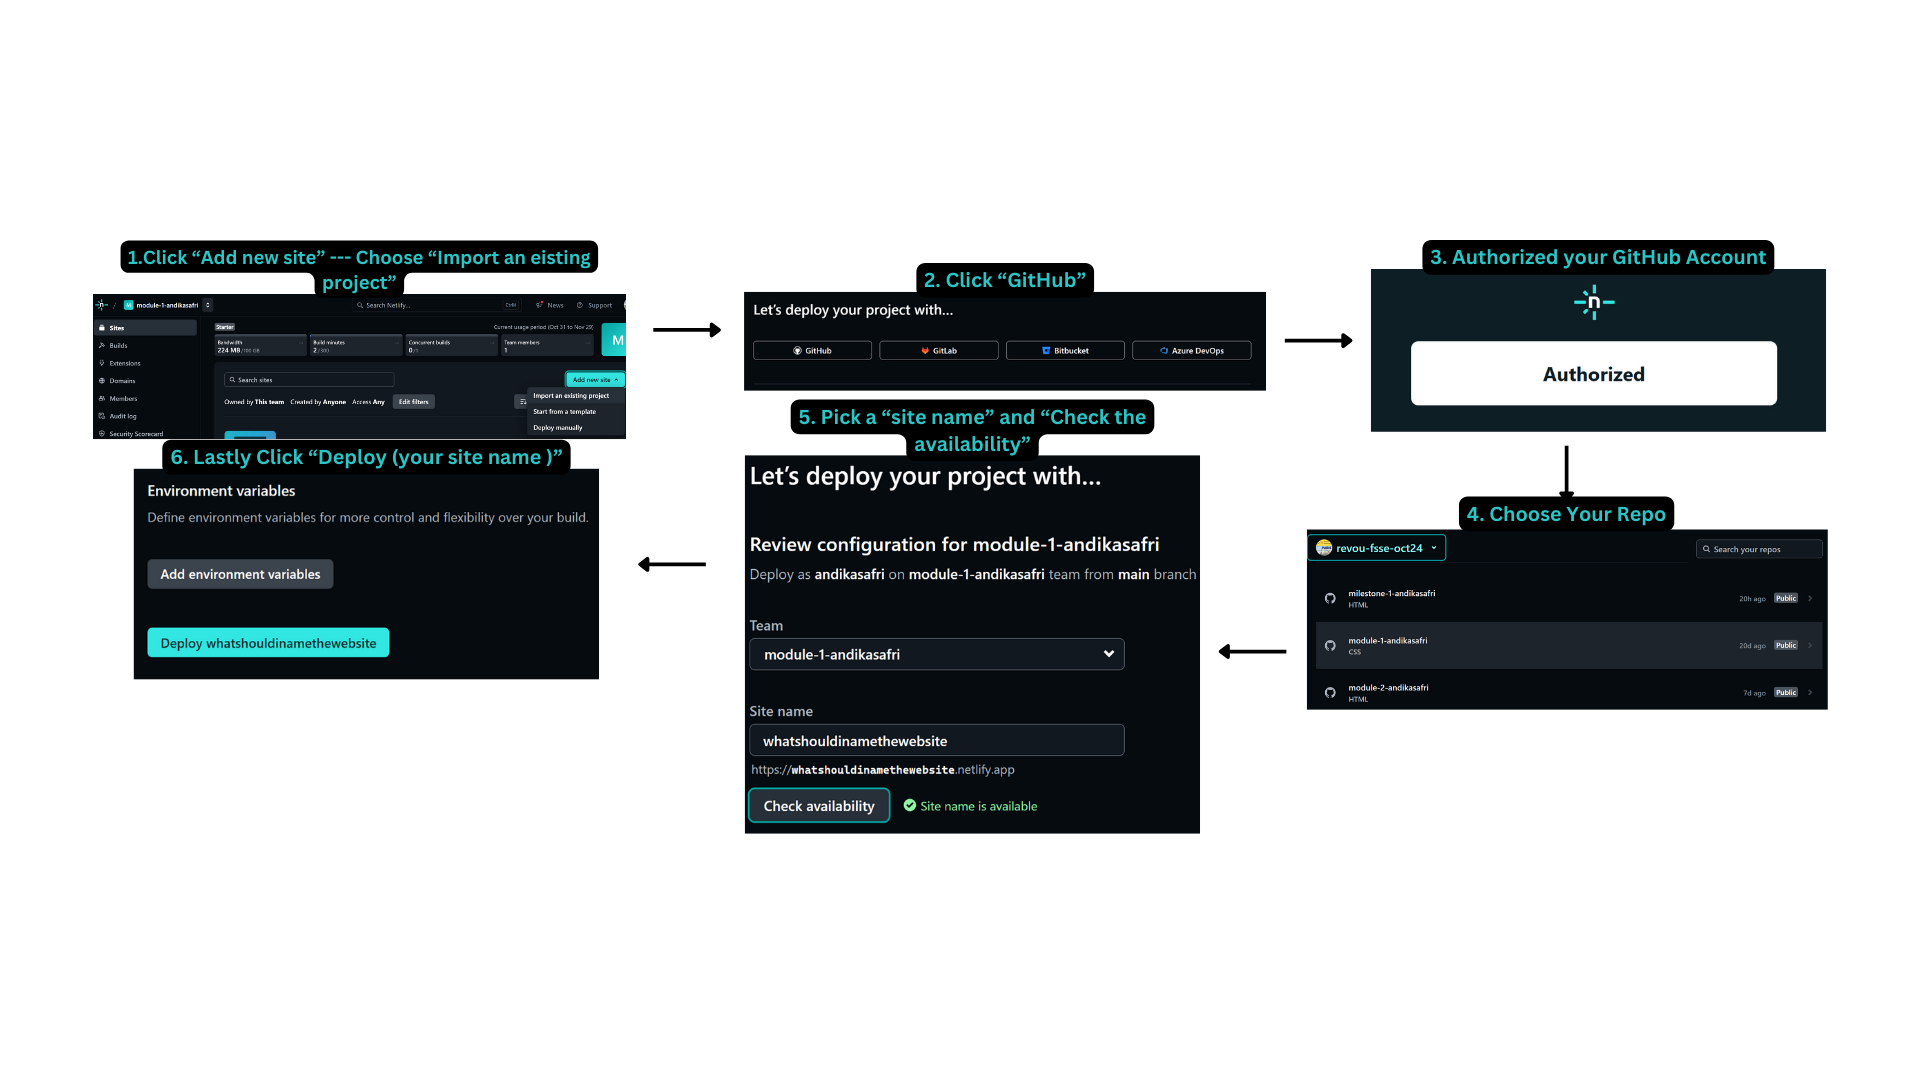 1.Click “Add new site” --- Choose “Import an eisting
project”
/ M module-1-andikasafri
Search Netlify...
News
Support
Sites
Builds
Extensions
Domains
Members
Audit log
Security Scorecard
Starter
Current usage period (Oct 31 to Nov 29)
Bandwidth
224 MB/100 GB
Build minutes
2/300
Concurrent builds
0/1
Team members
1
M
Search sites
Add new site
Owned by This team Created by Anyone Access Any Edit filters
Import an existing project
Start from a template
Deploy manually
2. Click “GitHub”
Let's deploy your project with...
GitHub
GitLab
Bitbucket
Azure DevOps
3. Authorized your GitHub Account
n
Authorized
4. Choose Your Repo
revou-fsse-oct24
Search your repos
milestone-1-andikasafri
HTML
20h ago Public
module-1-andikasafri
CSS
20d ago Public
module-2-andikasafri
HTML
7d ago Public
5. Pick a “site name” and “Check the
availability”
Let's deploy your project with...
Review configuration for module-1-andikasafri
Deploy as andikasafri on module-1-andikasafri team from main branch
Team
module-1-andikasafri
Site name
whatshouldinamethewebsite
https://whatshouldinamethewebsite.netlify.app
Check availability
Site name is available
6. Lastly Click “Deploy (your site name )”
Environment variables
Define environment variables for more control and flexibility over your build.
Add environment variables
Deploy whatshouldinamethewebsite